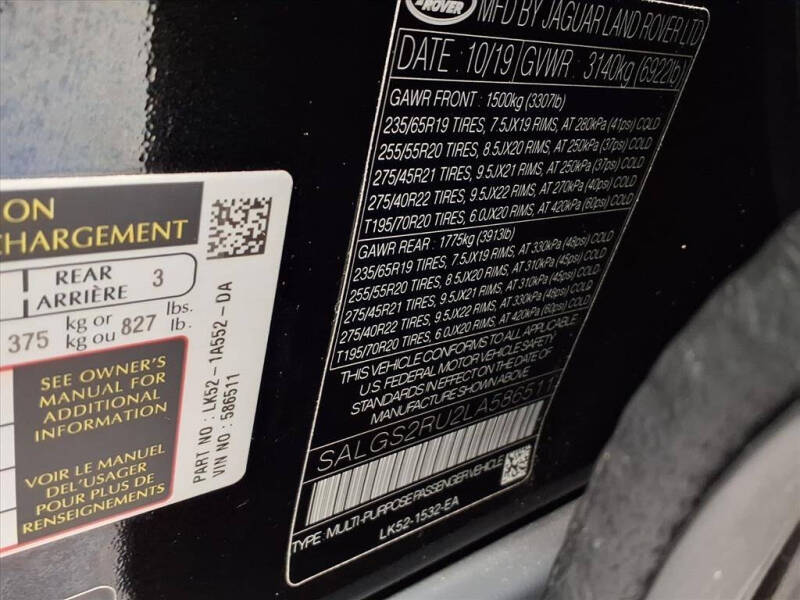 ON
CHARGEMENT
REAR
ARRIÈRE 3
375 kg or
kg ou 827 lbs.
lb.
SEE OWNER'S
MANUAL FOR
ADDITIONAL
INFORMATION
VOIR LE MANUEL
DEL'USAGER
POUR PLUS DE
RENSEIGNEMENTS
PART NO : LK52-1A552-DA
VIN NO : 586511
ROVER
MFD BY JAGUAR LAND ROVER LTD
DATE : 10/19 GVWR : 3140kg (6922lb)
GAWR FRONT : 1500kg (3307lb)
235/65R19 TIRES, 7.5JX19 RIMS, AT 280kPa (41psi) COLD
255/55R20 TIRES, 8.5JX20 RIMS, AT 250kPa (37psi) COLD
275/45R21 TIRES, 9.5JX21 RIMS, AT 250kPa (37psi) COLD
275/40R22 TIRES, 9.5JX22 RIMS, AT 270kPa (40psi) COLD
T195/70R20 TIRES, 6.0JX20 RIMS, AT 420kPa (60psi) COLD
GAWR REAR : 1775kg (3913lb)
235/65R19 TIRES, 7.5JX19 RIMS, AT 330kPa (48psi) COLD
255/55R20 TIRES, 8.5JX20 RIMS, AT 310kPa (45psi) COLD
275/45R21 TIRES, 9.5JX21 RIMS, AT 310kPa (45psi) COLD
275/40R22 TIRES, 9.5JX22 RIMS, AT 330kPa (48psi) COLD
T195/70R20 TIRES, 6.0JX20 RIMS, AT 420kPa (60psi) COLD
THIS VEHICLE CONFORMS TO ALL APPLICABLE
U.S. FEDERAL MOTOR VEHICLE SAFETY
STANDARDS IN EFFECT ON THE DATE OF
MANUFACTURE SHOWN ABOVE.
SALGS2RU2LA586511
TYPE: MULTI-PURPOSE PASSENGER VEHICLE
LK52-1532-EA